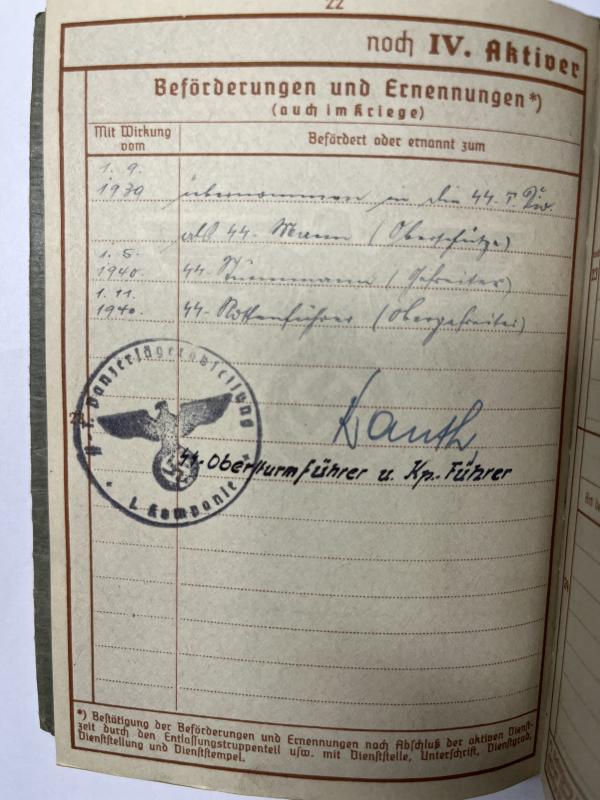 22
noch IV. Aktiver
Beförderungen und Ernennungen*)
(auch im Kriege)
Mit Wirkung vom
Befördert oder ernannt zum
1. 9.
1939 übernommen in die SS. T. Div.
als SS. Mann (Oberschütze)
1. 5.
1940. SS Sturmmann (Gefreiter)
1. 11.
1940. SS-Rottenführer (Obergefreiter)
23
SS-T. Panzerjägerabteilung
1. Kompanie
SS-Obersturmführer u. Kp.-Führer
*) Bestätigung der Beförderungen und Ernennungen nach Abschluß der aktiven Dienst-
zeit durch den Entlassungstruppenteil usw. mit Dienststelle, Unterschrift, Dienstgrad,
Dienststellung und Dienststempel.